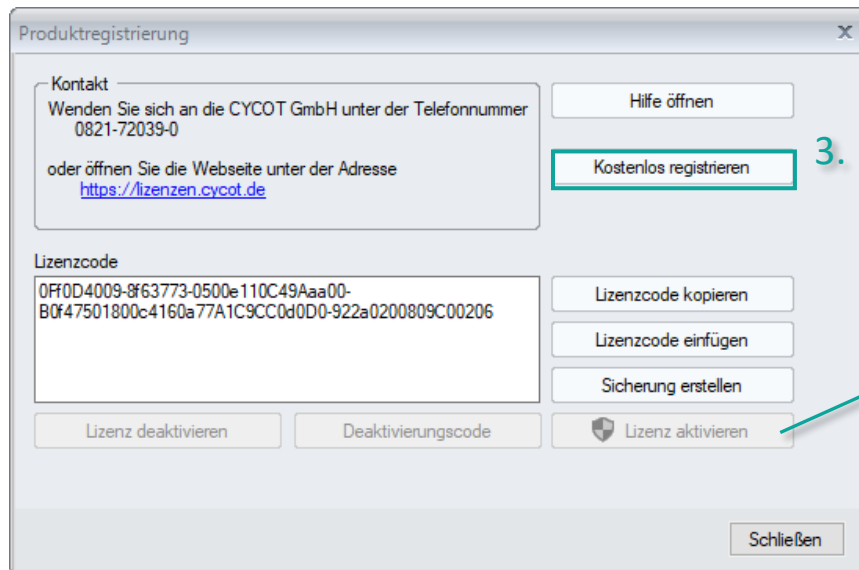 Produktregistrierung
X
Kontakt
Wenden Sie sich an die CYCOT GmbH unter der Telefonnummer
0821-72039-0
oder öffnen Sie die Webseite unter der Adresse
https://lizenzen.cycot.de
Hilfe öffnen
Kostenlos registrieren
3.
Lizenzcode
0Ff0D4009-8f63773-0500e110C49Aaa00-
B0f47501800c4160a77A1C9CC0d0D0-922a0200809C00206
Lizenzcode kopieren
Lizenzcode einfügen
Sicherung erstellen
Lizenz deaktivieren
Deaktivierungscode
Lizenz aktivieren
Schließen